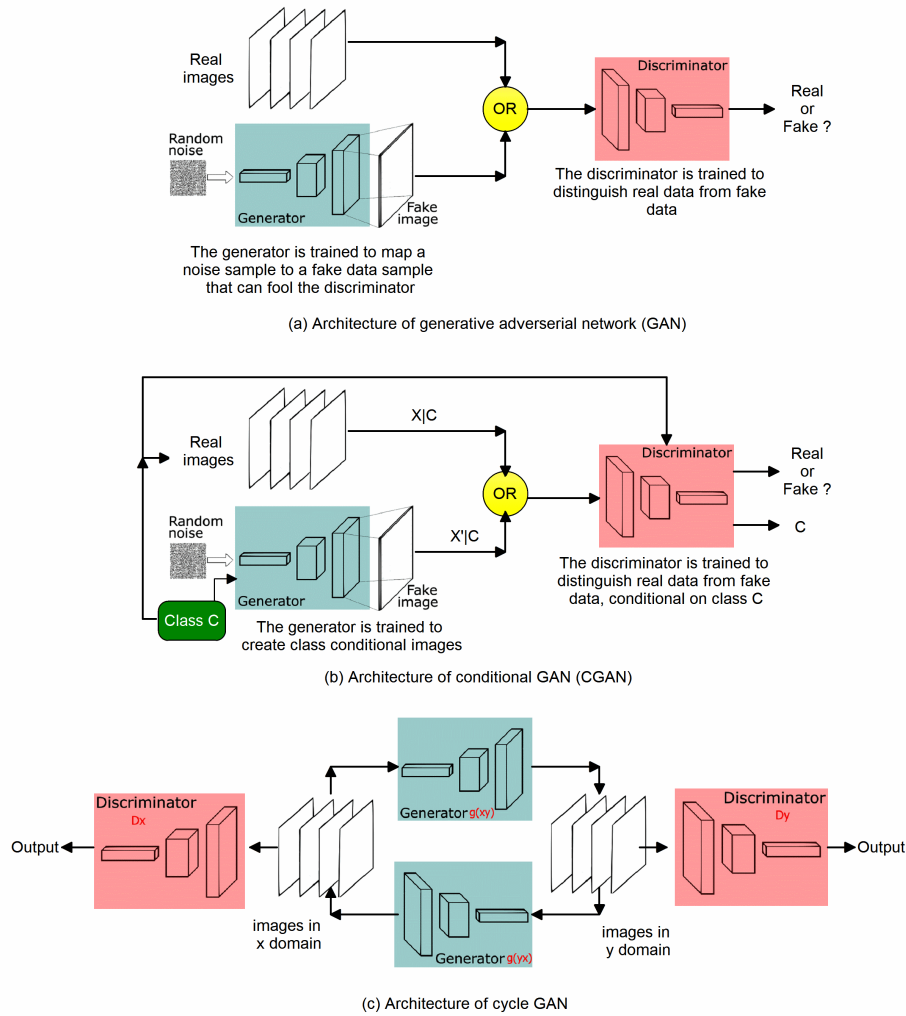 Real
images
OR
Discriminator
Real
or
Fake ?
Random
noise
Generator
Fake
image
The discriminator is trained to
distinguish real data from fake
data
The generator is trained to map a
noise sample to a fake data sample
that can fool the discriminator
(a) Architecture of generative adverserial network (GAN)
X|C
Real
images
OR
Discriminator
Real
or
Fake ?
C
Random
noise
X'|C
Generator
Fake
image
Class C
The discriminator is trained to
distinguish real data from fake
data, conditional on class C
The generator is trained to
create class conditional images
(b) Architecture of conditional GAN (CGAN)
Generator g(xy)
Discriminator
Dx
Discriminator
Dy
Output
Output
images in
x domain
images in
y domain
Generator g(yx)
(c) Architecture of cycle GAN